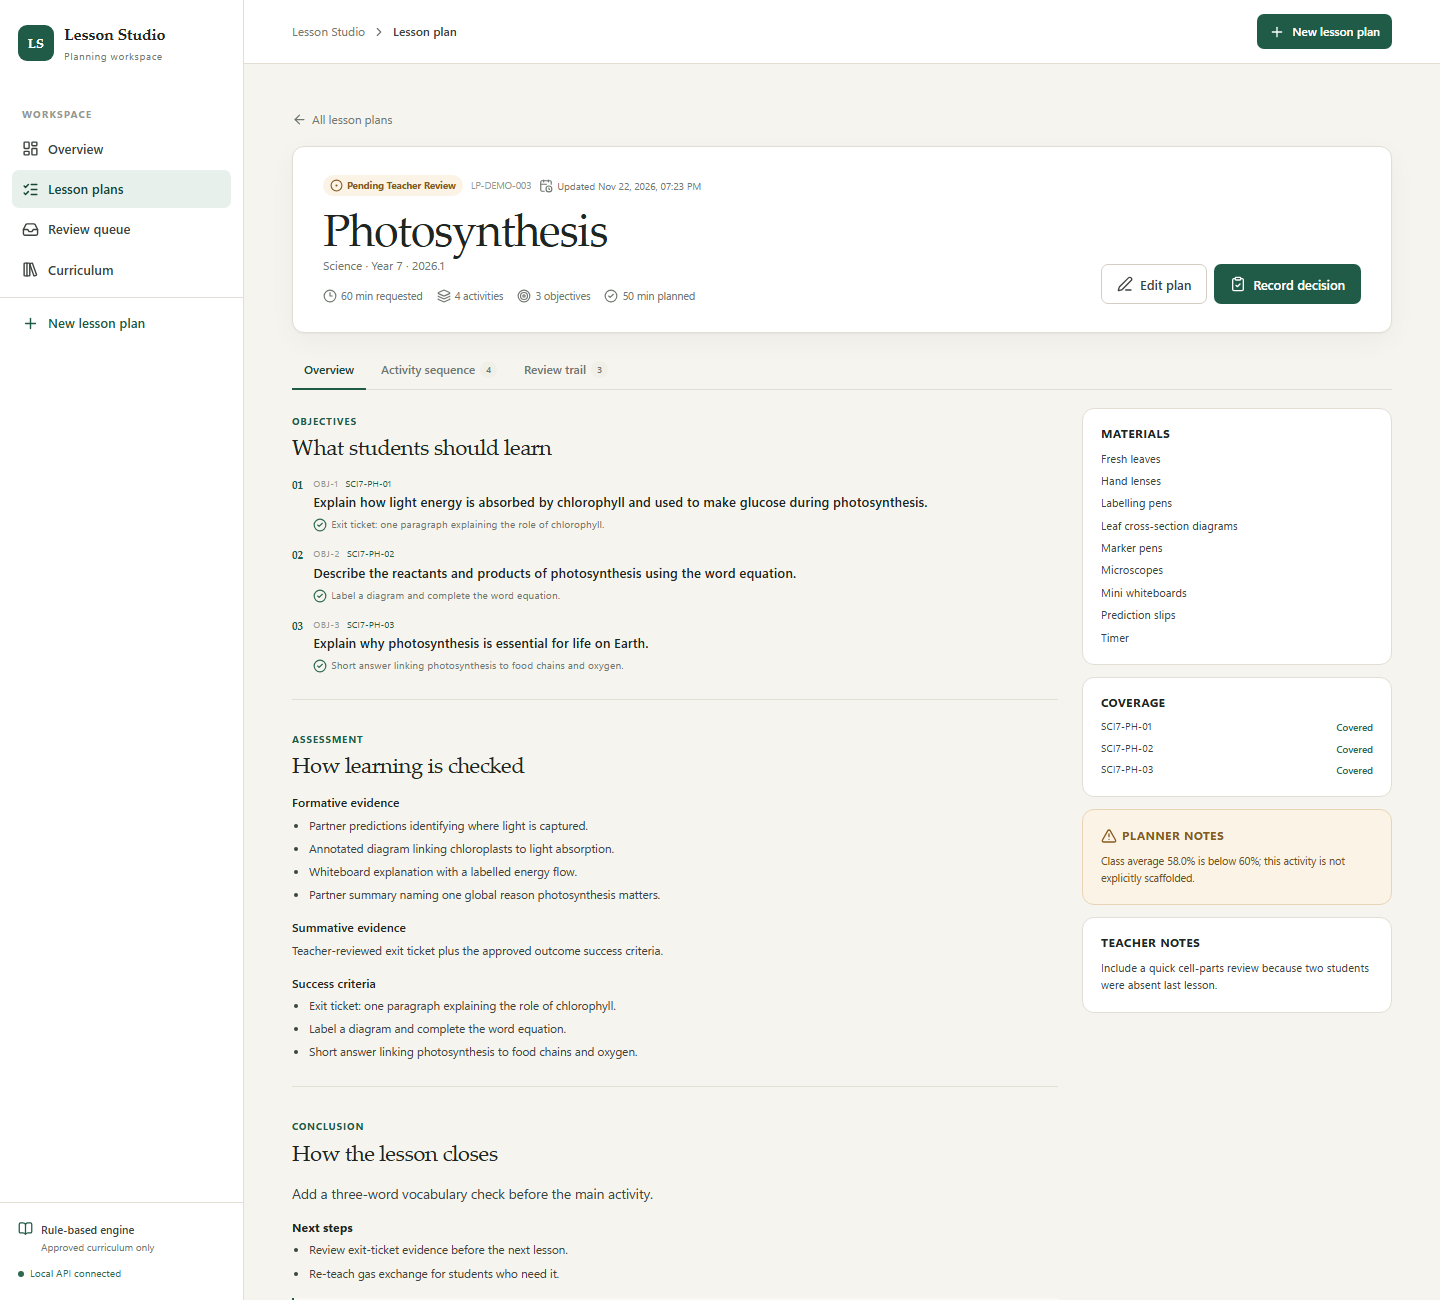 LS
Lesson Studio
Planning workspace
WORKSPACE
Overview
Lesson plans
Review queue
Curriculum
New lesson plan
Rule-based engine
Approved curriculum only
Local API connected
Lesson Studio > Lesson plan
New lesson plan
All lesson plans
Pending Teacher Review LP-DEMO-003 Updated Nov 22, 2026, 07:23 PM
Photosynthesis
Science · Year 7 · 2026.1
60 min requested 4 activities 3 objectives 50 min planned
Edit plan
Record decision
Overview Activity sequence 4 Review trail 3
OBJECTIVES
What students should learn
01 OBJ-1 SCI7-PH-01
Explain how light energy is absorbed by chlorophyll and used to make glucose during photosynthesis.
Exit ticket: one paragraph explaining the role of chlorophyll.
02 OBJ-2 SCI7-PH-02
Describe the reactants and products of photosynthesis using the word equation.
Label a diagram and complete the word equation.
03 OBJ-3 SCI7-PH-03
Explain why photosynthesis is essential for life on Earth.
Short answer linking photosynthesis to food chains and oxygen.
ASSESSMENT
How learning is checked
Formative evidence
• Partner predictions identifying where light is captured.
• Annotated diagram linking chloroplasts to light absorption.
• Whiteboard explanation with a labelled energy flow.
• Partner summary naming one global reason photosynthesis matters.
Summative evidence
Teacher-reviewed exit ticket plus the approved outcome success criteria.
Success criteria
• Exit ticket: one paragraph explaining the role of chlorophyll.
• Label a diagram and complete the word equation.
• Short answer linking photosynthesis to food chains and oxygen.
CONCLUSION
How the lesson closes
Add a three-word vocabulary check before the main activity.
Next steps
• Review exit-ticket evidence before the next lesson.
• Re-teach gas exchange for students who need it.
MATERIALS
Fresh leaves
Hand lenses
Labelling pens
Leaf cross-section diagrams
Marker pens
Microscopes
Mini whiteboards
Prediction slips
Timer
COVERAGE
SCI7-PH-01 Covered
SCI7-PH-02 Covered
SCI7-PH-03 Covered
PLANNER NOTES
Class average 58.0% is below 60%; this activity is not
explicitly scaffolded.
TEACHER NOTES
Include a quick cell-parts review because two students
were absent last lesson.